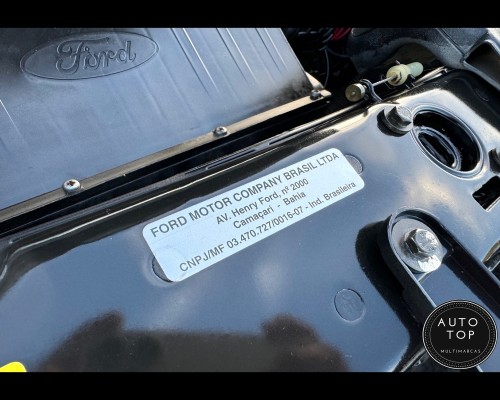 Ford
FORD MOTOR COMPANY BRASIL LTDA
AV. Henry Ford, nº 2000
Camaçari - Bahia
CNPJ/MF 03.470.727/0016-07 - Ind. Brasileira
AUTO
TOP
MULTIMARCAS